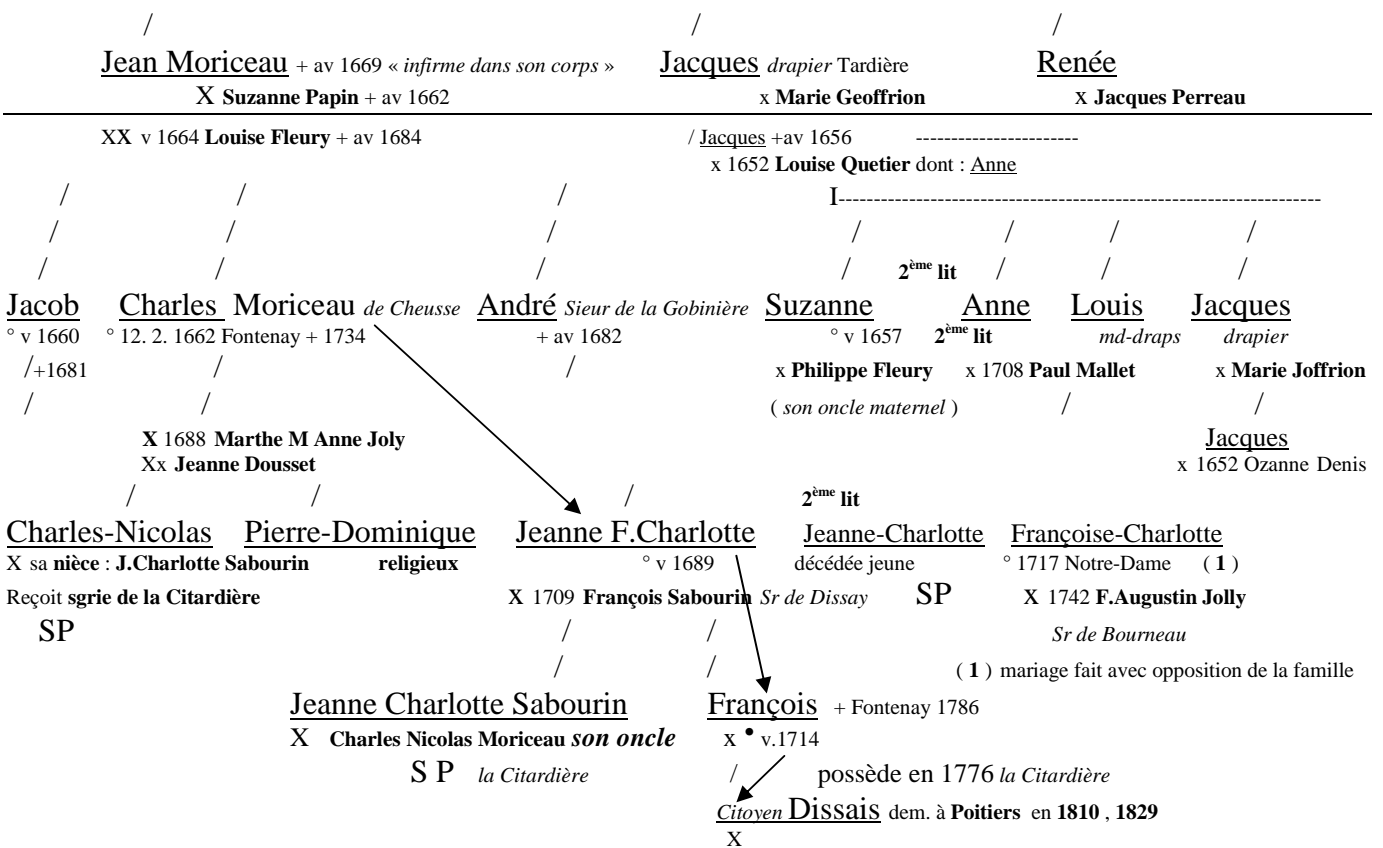 / / /
Jean Moriceau + av 1669 « infirme dans son corps » Jacques drapier Tardière Renée
X Suzanne Papin + av 1662 x Marie Geoffrion x Jacques Perreau
XX v 1664 Louise Fleury + av 1684 / Jacques +av 1656 -----------------------
x 1652 Louise Quetier dont : Anne
/ / / I--------------------------------------------------------------------
/ / / / / / /
/ / / / 2ème lit / / /
Jacob Charles Moriceau de Cheusse André Sieur de la Gobinière Suzanne Anne Louis Jacques
° v 1660 ° 12. 2. 1662 Fontenay + 1734 + av 1682 ° v 1657 2ème lit md-draps drapier
/+1681 / / x Philippe Fleury x 1708 Paul Mallet x Marie Joffrion
/ / ( son oncle maternel ) / /
X 1688 Marthe M Anne Joly Jacques
Xx Jeanne Dousset x 1652 Ozanne Denis
/ / / 2ème lit
Charles-Nicolas Pierre-Dominique Jeanne F.Charlotte Jeanne-Charlotte Françoise-Charlotte
X sa nièce : J.Charlotte Sabourin religieux ° v 1689 décédée jeune ° 1717 Notre-Dame ( 1 )
Reçoit sgrie de la Citardière X 1709 François Sabourin Sr de Dissay SP X 1742 F.Augustin Jolly
SP / / Sr de Bourneau
/ / ( 1 ) mariage fait avec opposition de la famille
Jeanne Charlotte Sabourin François + Fontenay 1786
X Charles Nicolas Moriceau son oncle x • v.1714
S P la Citardière / possède en 1776 la Citardière
Citoyen Dissais dem. à Poitiers en 1810 , 1829
X